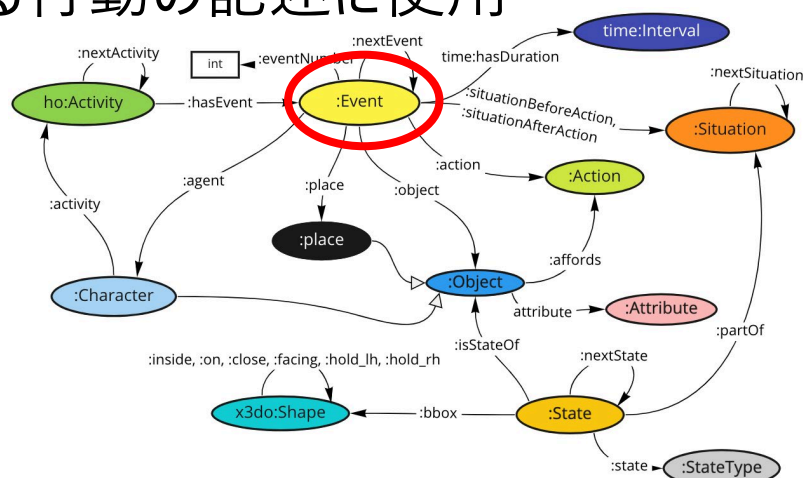 る行動の記述に使用
:nextActivity
int
:eventNumber
:nextEvent
time:hasDuration
time:Interval
:nextSituation
ho:Activity
:hasEvent
:Event
:situationBeforeAction,
:situationAfterAction
:Situation
:agent
:place
:object
:action
:Action
:activity
:place
:affords
:Character
:Object
attribute
:Attribute
:partOf
:isStateOf
:nextState
:inside, :on, :close, :facing, :hold_lh, :hold_rh
x3do:Shape
:bbox
:State
:state
:StateType